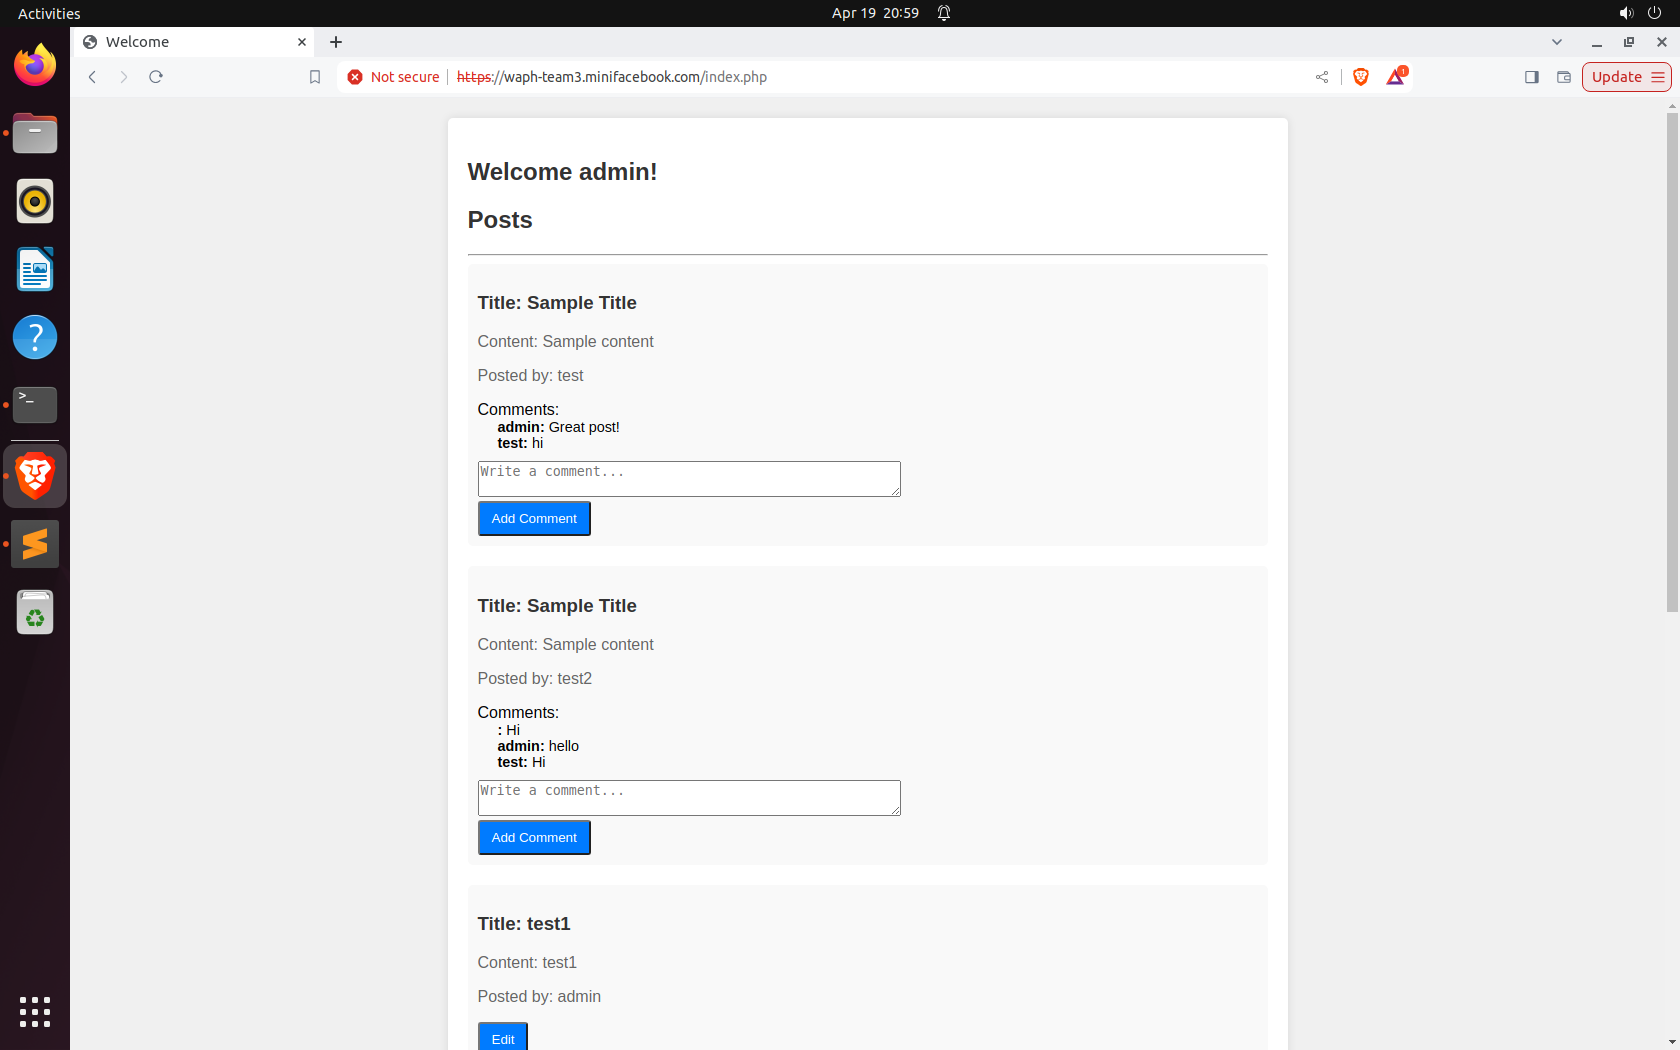 Activities
Apr 19 20:59
Welcome
Not secure
https://waph-team3.minifacebook.com/index.php
1
Update
Welcome admin!
Posts
Title: Sample Title
Content: Sample content
Posted by: test
Comments:
admin: Great post!
test: hi
Write a comment...
Add Comment
Title: Sample Title
Content: Sample content
Posted by: test2
Comments:
: Hi
admin: hello
test: Hi
Write a comment...
Add Comment
Title: test1
Content: test1
Posted by: admin
Edit